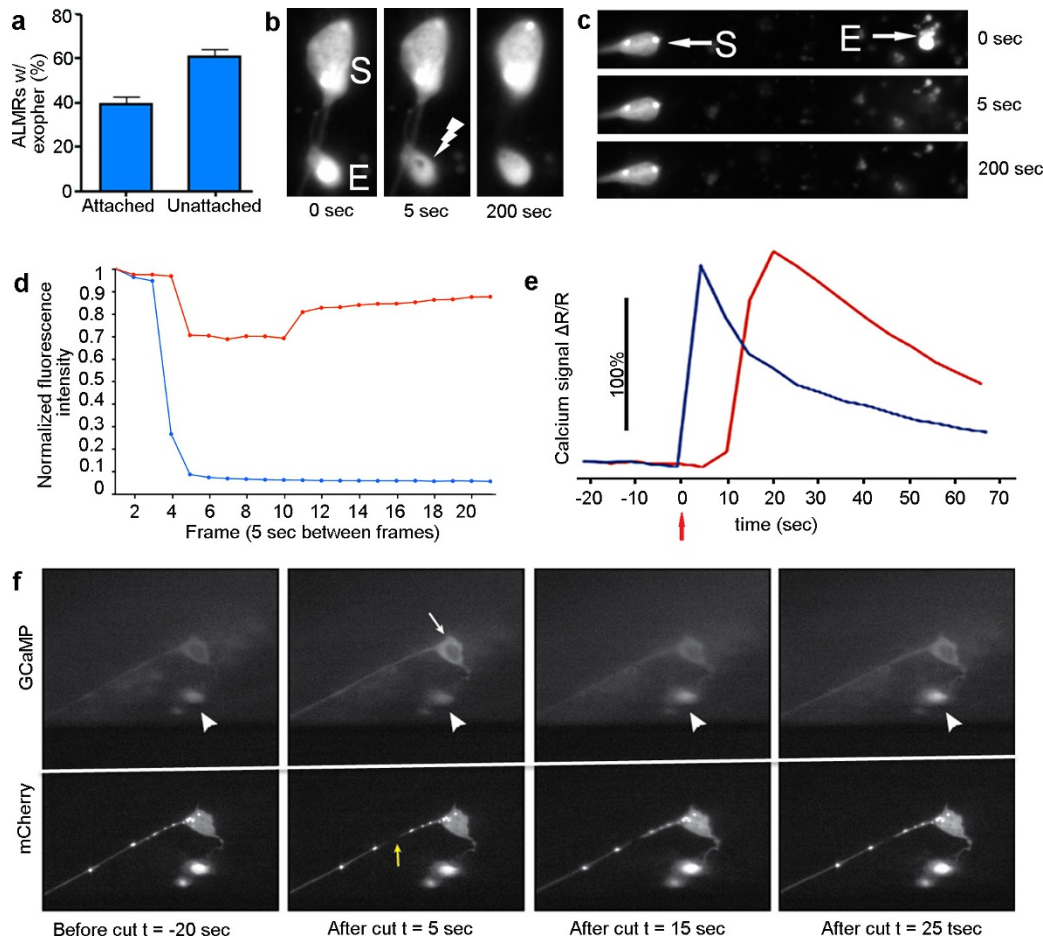 a
ALMRs w/
exopher (%)
80
60
40
20
0
Attached
Unattached
b
S
E
0 sec
5 sec
200 sec
c
S
E
0 sec
5 sec
200 sec
d
Normalized fluorescence
intensity
1
0.9
0.8
0.7
0.6
0.5
0.4
0.3
0.2
0.1
0
2 4 6 8 10 12 14 16 18 20
Frame (5 sec between frames)
e
Calcium signal ΔR/R
100%
-20 -10 0 10 20 30 40 50 60 70
time (sec)
f
GCaMP
mCherry
Before cut t = -20 sec
After cut t = 5 sec
After cut t = 15 sec
After cut t = 25 tsec